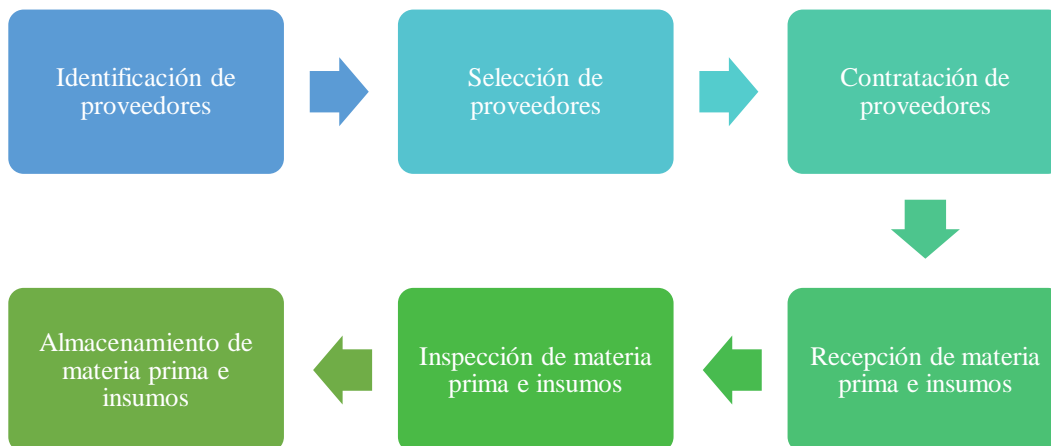 Identificación de
proveedores
Selección de
proveedores
Contratación de
proveedores
Recepción de materia
prima e insumos
Inspección de materia
prima e insumos
Almacenamiento de
materia prima e
insumos